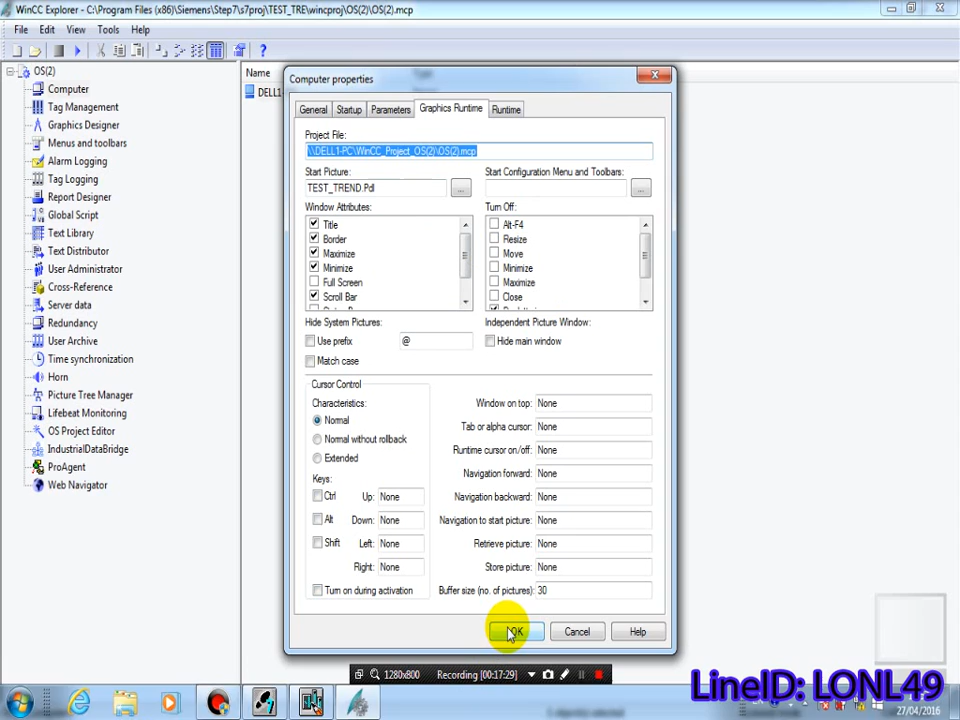 WinCC Explorer - C:\Program Files (x86)\Siemens\Step7\s7proj\TEST_TRE\wincproj\OS(2)\OS(2).mcp
File Edit View Tools Help
OS(2)
Computer
Tag Management
Graphics Designer
Menus and toolbars
Alarm Logging
Tag Logging
Report Designer
Global Script
Text Library
Text Distributor
User Administrator
Cross-Reference
Server data
Redundancy
User Archive
Time synchronization
Horn
Picture Tree Manager
Lifebeat Monitoring
OS Project Editor
IndustrialDataBridge
ProAgent
Web Navigator
Name
DELL1
Computer properties
General Startup Parameters Graphics Runtime Runtime
Project File:
\\DELL1-PC\WinCC_Project_OS(2)\OS(2).mcp
Start Picture: Start Configuration Menu and Toolbars:
TEST_TREND.Pdl ... ...
Window Attributes: Turn Off:
Title Alt-F4
Border Resize
Maximize Move
Minimize Minimize
Full Screen Maximize
Scroll Bar Close
Hide System Pictures: Independent Picture Window:
Use prefix @ Hide main window
Match case
Cursor Control
Characteristics: Window on top: None
Normal Tab or alpha cursor: None
Normal without rollback Runtime cursor on/off: None
Extended Navigation forward: None
Keys:
Ctrl Up: None Navigation backward: None
Alt Down: None Navigation to start picture: None
Shift Left: None Retrieve picture: None
Right: None Store picture: None
Turn on during activation Buffer size (no. of pictures): 30
OK Cancel Help
1280x800 Recording [00:17:29]
LineID: LONL49
27/04/2016